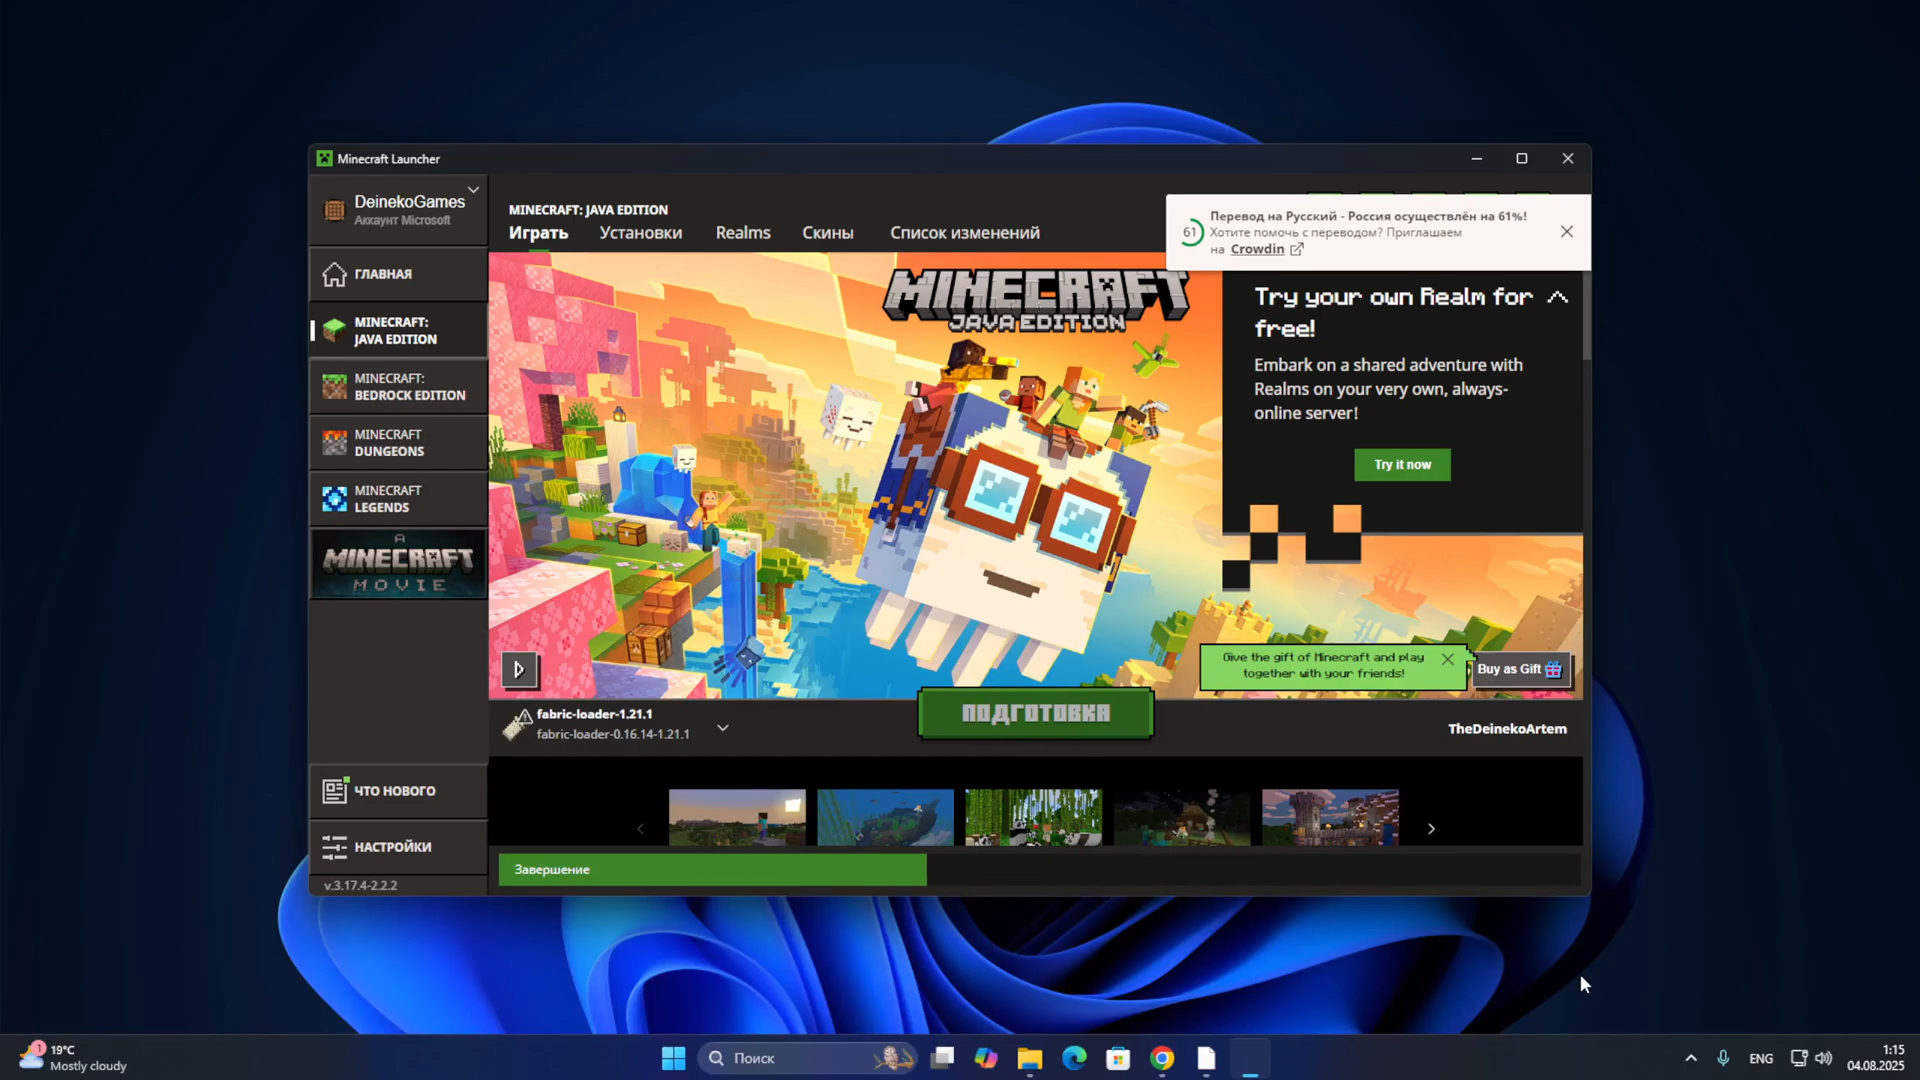 Minecraft Launcher
DeinekoGames
Аккаунт Microsoft
ГЛАВНАЯ
MINECRAFT:
JAVA EDITION
MINECRAFT:
BEDROCK EDITION
MINECRAFT
DUNGEONS
MINECRAFT
LEGENDS
A
MINECRAFT
MOVIE
ЧТО НОВОГО
НАСТРОЙКИ
v.3.17.4-2.2.2
MINECRAFT: JAVA EDITION
Играть Установки Realms Скины Список изменений
61
Перевод на Русский - Россия осуществлён на 61%!
Хотите помочь с переводом? Приглашаем
на Crowdin
MINECRAFT
JAVA EDITION
Try your own Realm for
free!
Embark on a shared adventure with
Realms on your very own, always-
online server!
Try it now
Give the gift of Minecraft and play
together with your friends!
Buy as Gift
fabric-loader-1.21.1
fabric-loader-0.16.14-1.21.1
ПОДГОТОВКА
TheDeinekoArtem
Завершение
1
19°C
Mostly cloudy
Поиск
ENG
1:15
04.08.2025